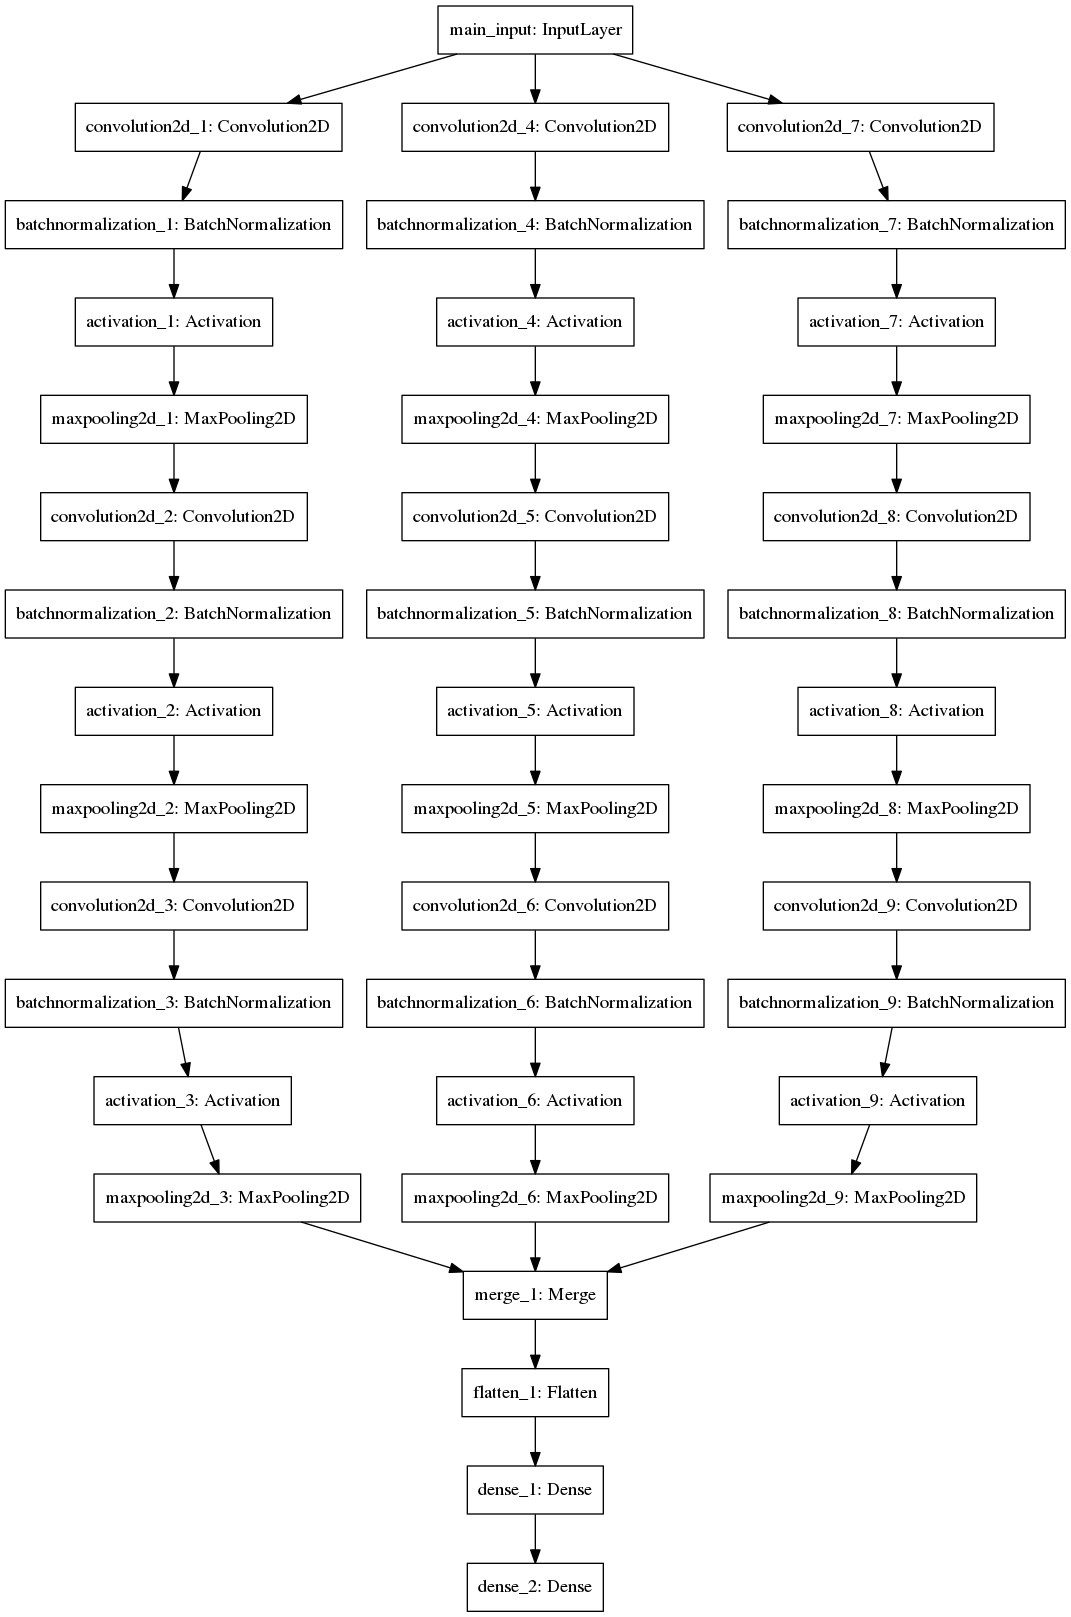 main_input: InputLayer
convolution2d_1: Convolution2D
convolution2d_4: Convolution2D
convolution2d_7: Convolution2D
batchnormalization_1: BatchNormalization
batchnormalization_4: BatchNormalization
batchnormalization_7: BatchNormalization
activation_1: Activation
activation_4: Activation
activation_7: Activation
maxpooling2d_1: MaxPooling2D
maxpooling2d_4: MaxPooling2D
maxpooling2d_7: MaxPooling2D
convolution2d_2: Convolution2D
convolution2d_5: Convolution2D
convolution2d_8: Convolution2D
batchnormalization_2: BatchNormalization
batchnormalization_5: BatchNormalization
batchnormalization_8: BatchNormalization
activation_2: Activation
activation_5: Activation
activation_8: Activation
maxpooling2d_2: MaxPooling2D
maxpooling2d_5: MaxPooling2D
maxpooling2d_8: MaxPooling2D
convolution2d_3: Convolution2D
convolution2d_6: Convolution2D
convolution2d_9: Convolution2D
batchnormalization_3: BatchNormalization
batchnormalization_6: BatchNormalization
batchnormalization_9: BatchNormalization
activation_3: Activation
activation_6: Activation
activation_9: Activation
maxpooling2d_3: MaxPooling2D
maxpooling2d_6: MaxPooling2D
maxpooling2d_9: MaxPooling2D
merge_1: Merge
flatten_1: Flatten
dense_1: Dense
dense_2: Dense